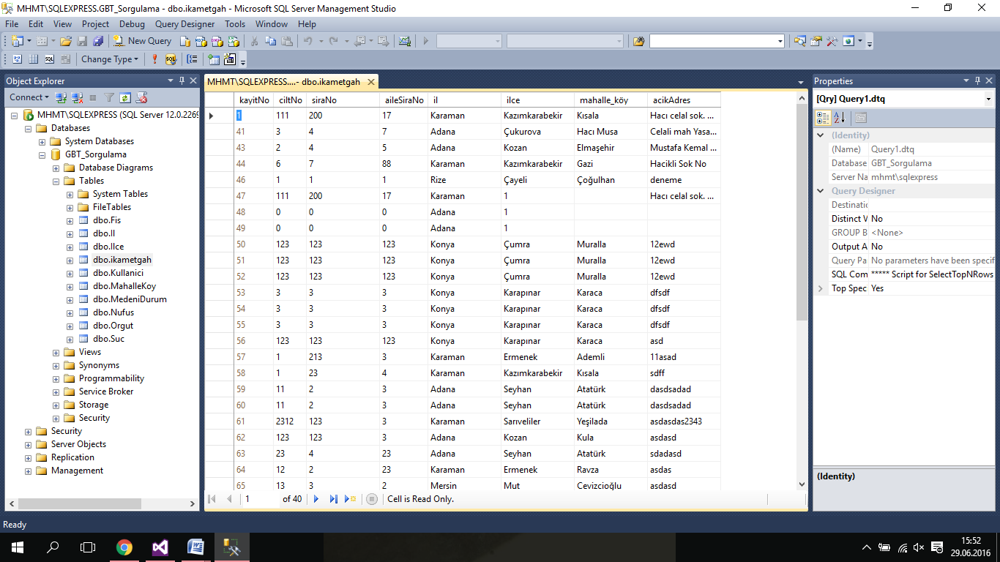 MHMT\SQLEXPRESS.GBT_Sorgulama - dbo.ikametgah - Microsoft SQL Server Management Studio
File Edit View Project Debug Query Designer Tools Window Help
New Query
Change Type
Object Explorer
Connect
MHMT\SQLEXPRESS (SQL Server 12.0.2269
Databases
System Databases
GBT_Sorgulama
Database Diagrams
Tables
System Tables
FileTables
dbo.Fis
dbo.Il
dbo.Ilce
dbo.ikametgah
dbo.Kullanici
dbo.MahalleKoy
dbo.MedeniDurum
dbo.Nufus
dbo.Orgut
dbo.Suc
Views
Synonyms
Programmability
Service Broker
Storage
Security
Security
Server Objects
Replication
Management
MHMT\SQLEXPRESS....- dbo.ikametgah
kayitNo ciltNo siraNo aileSiraNo il ilce mahalle_köy acikAdres
1 111 200 17 Karaman Kazımkarabekir Kısala Hacı celal sok. ...
41 3 4 7 Adana Çukurova Hacı Musa Celali mah Yasa...
43 2 4 5 Adana Kozan Elmaşehir Mustafa Kemal ...
44 6 7 88 Karaman Kazımkarabekir Gazi Hacikli Sok No
46 1 1 1 Rize Çayeli Çoğulhan deneme
47 111 200 17 Karaman 1 Hacı celal sok. ...
48 0 0 0 Adana 1
49 0 0 0 Adana 1
50 123 123 123 Konya Çumra Muralla 12ewd
51 123 123 123 Konya Çumra Muralla 12ewd
52 123 123 123 Konya Çumra Muralla 12ewd
53 3 3 3 Konya Karapınar Karaca dfsdf
54 3 3 3 Konya Karapınar Karaca dfsdf
55 3 3 3 Konya Karapınar Karaca dfsdf
56 123 123 123 Konya Karapınar Karaca asd
57 1 213 3 Karaman Ermenek Ademli 11asad
58 1 23 4 Karaman Kazımkarabekir Kısala sdff
59 11 2 3 Adana Seyhan Atatürk dasdsadad
60 11 2 3 Adana Seyhan Atatürk dasdsadad
61 2312 123 3 Karaman Sarıveliler Yeşilada asdasdas2343
62 123 123 3 Adana Kozan Kula asdasd
63 23 4 23 Adana Seyhan Atatürk sdadasd
64 12 2 23 Karaman Ermenek Ravza asdas
65 13 3 2 Mersin Mut Cevizcioğlu asdasd
1 of 40 Cell is Read Only.
Properties
[Qry] Query1.dtq
(Identity)
(Name) Query1.dtq
Database GBT_Sorgulama
Server Na mhmt\sqlexpress
Query Designer
Destinatic
Distinct V No
GROUP B <None>
Output A No
Query Pa No parameters have been specif
SQL Com ***** Script for SelectTopNRows
Top Spec Yes
(Identity)
Ready
15:52
29.06.2016